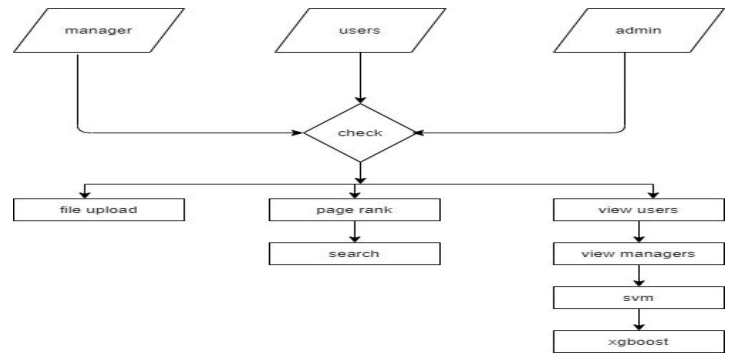 manager
users
admin
check
file upload
page rank
view users
search
view managers
svm
xgboost